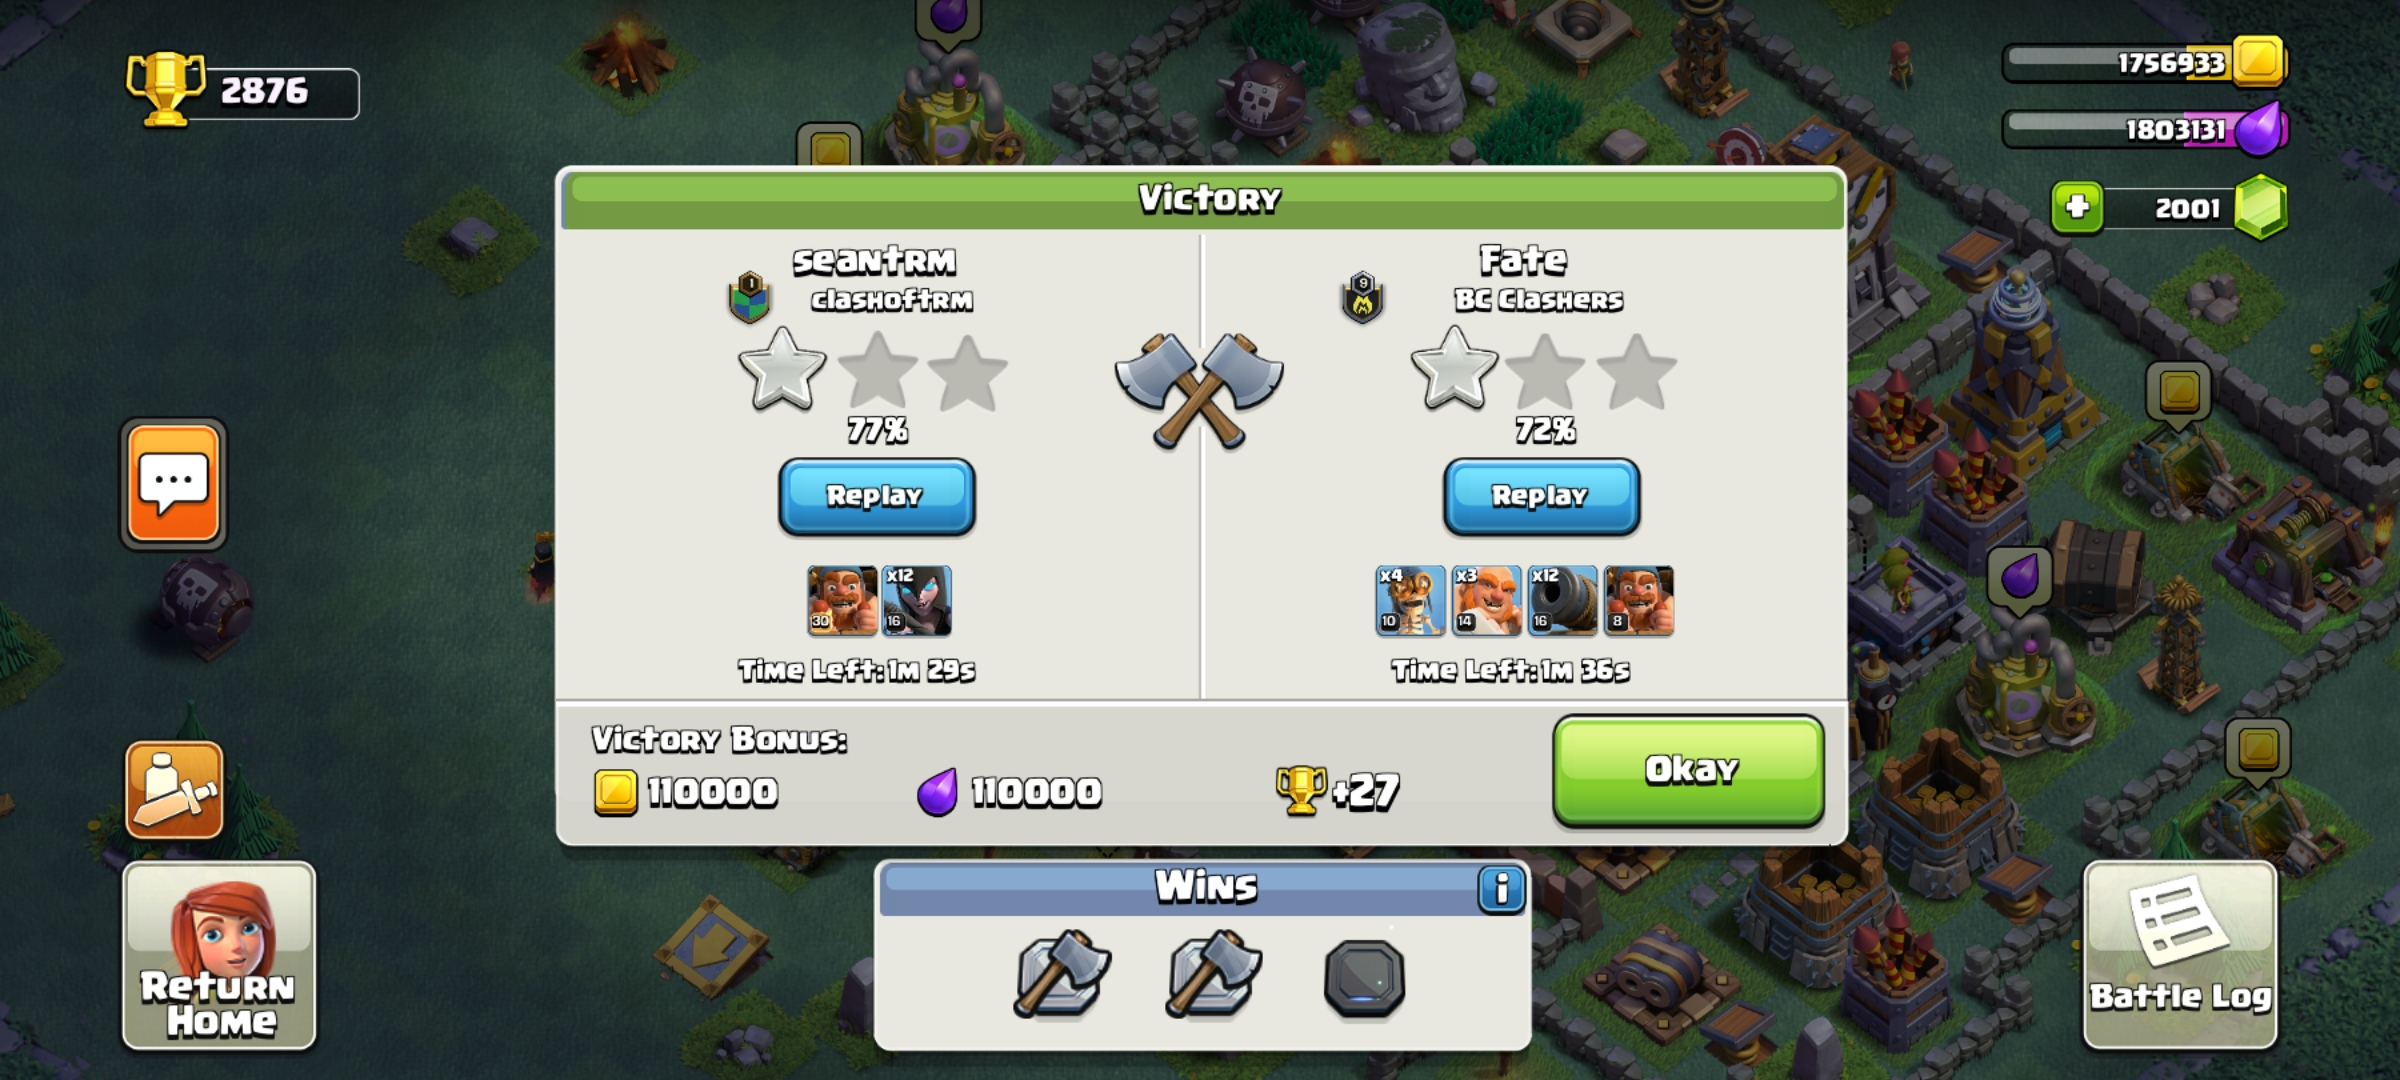 2876
1756933
1803131
2001
Victory
seantrm
1
clashoftrm
77%
Replay
30
x12
16
Time Left: 1m 29s
Fate
9
BC Clashers
72%
Replay
x4
10
x3
14
x12
16
8
Time Left: 1m 36s
Victory Bonus:
110000
110000
+27
Okay
Wins
i
Return
Home
Battle Log